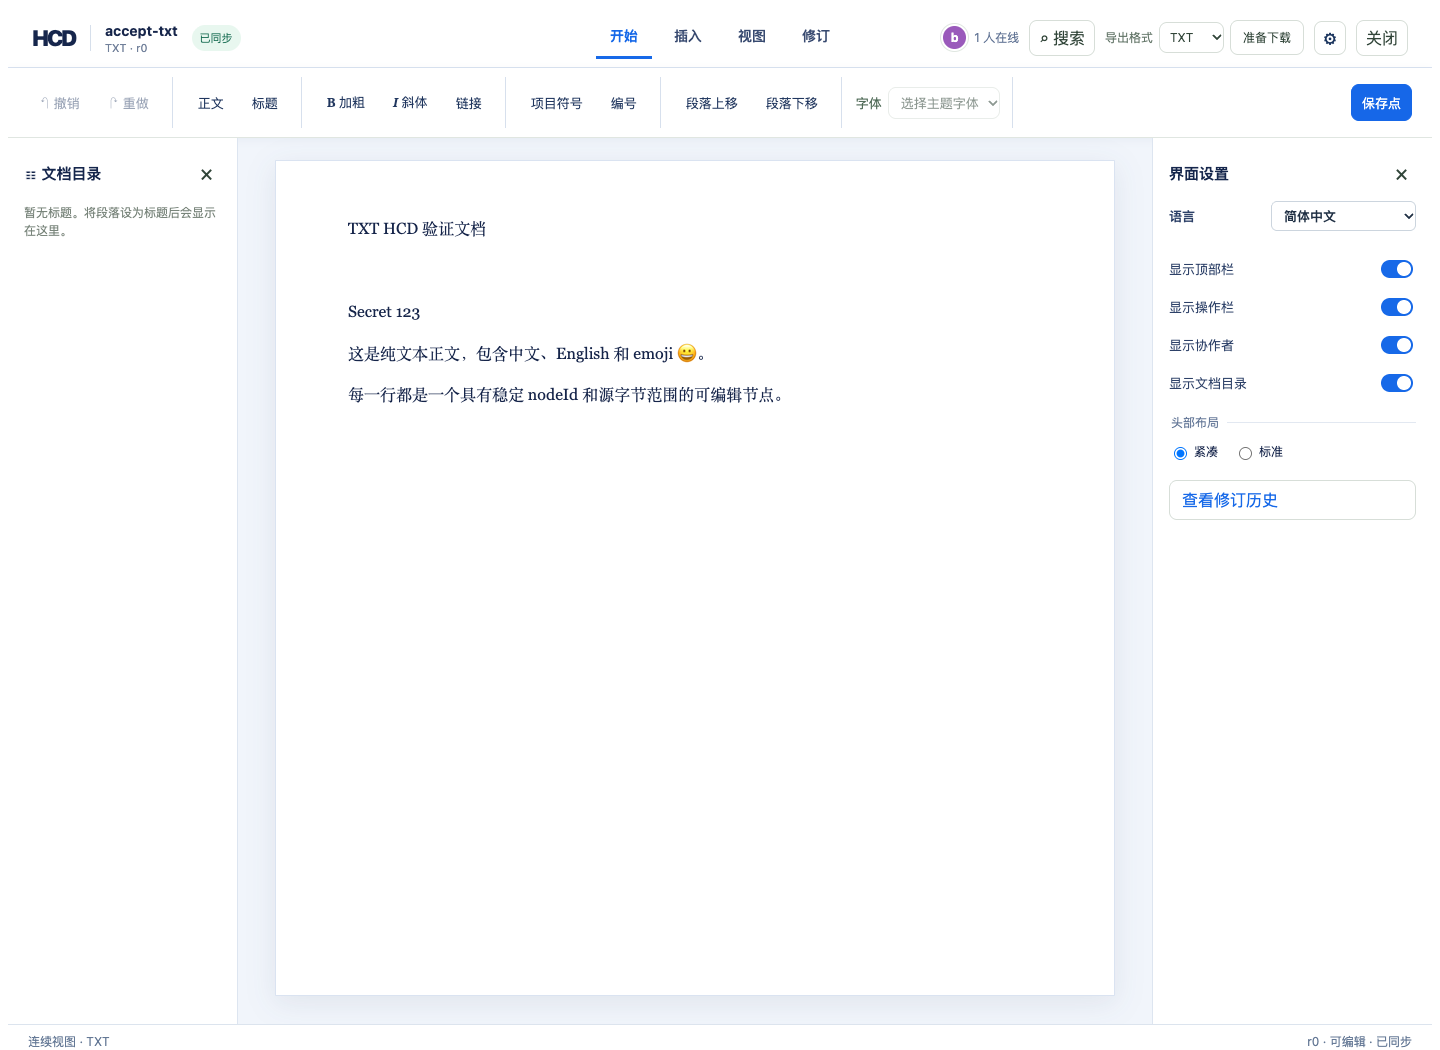 HCD
accept-txt
TXT · r0
已同步
开始 插入 视图 修订
b 1 人在线
搜索
导出格式 TXT
准备下载
关闭
撤销 重做
正文 标题
B 加粗 I 斜体 链接
项目符号 编号
段落上移 段落下移
字体 选择主题字体
保存点
文档目录
暂无标题。将段落设为标题后会显示
在这里。
TXT HCD 验证文档
Secret 123
这是纯文本正文，包含中文、English 和 emoji 😀。
每一行都是一个具有稳定 nodeId 和源字节范围的可编辑节点。
界面设置
语言 简体中文
显示顶部栏
显示操作栏
显示协作者
显示文档目录
头部布局
紧凑 标准
查看修订历史
连续视图 · TXT
r0 · 可编辑 · 已同步